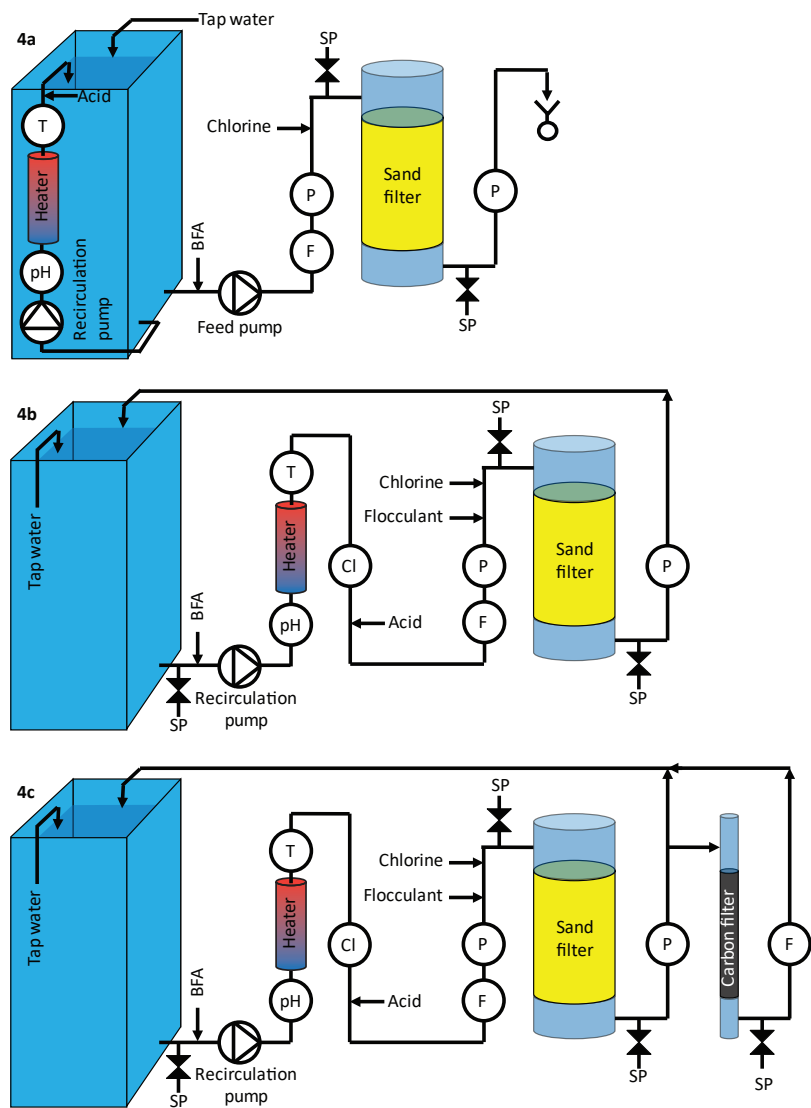 4a
Tap water
Acid
T
Heater
pH
Recirculation
pump
BFA
Feed pump
Chlorine
P
F
SP
Sand
filter
SP
P
4b
Tap water
SP
BFA
Recirculation
pump
pH
Heater
T
Cl
Acid
Chlorine
Flocculant
P
F
SP
Sand
filter
SP
P
4c
Tap water
SP
BFA
Recirculation
pump
pH
Heater
T
Cl
Acid
Chlorine
Flocculant
P
F
SP
Sand
filter
SP
P
Carbon filter
SP
F